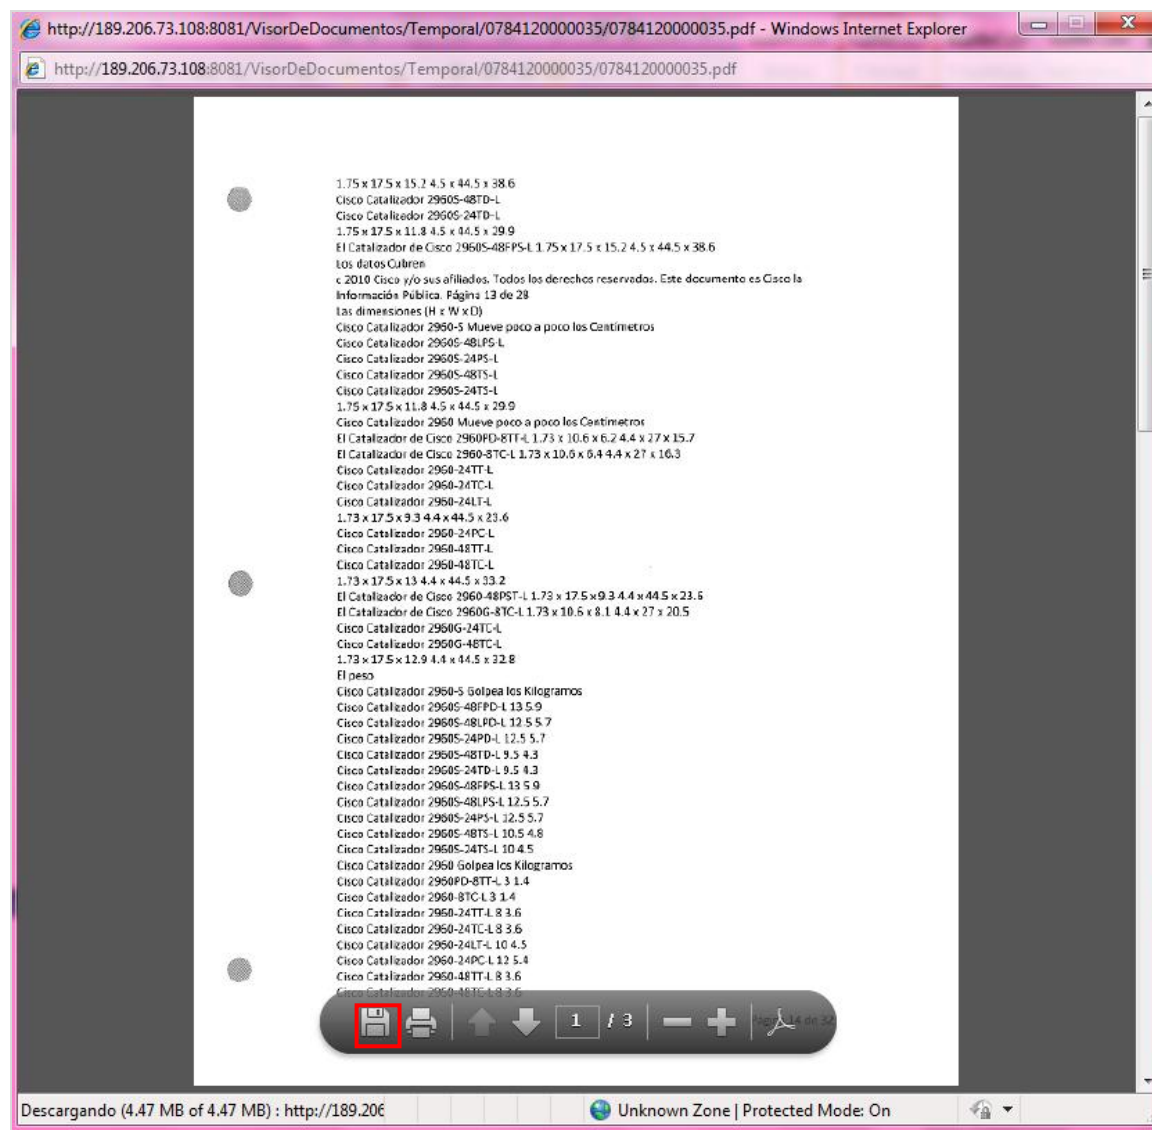 http://189.206.73.108:8081/VisorDeDocumentos/Temporal/0784120000035/0784120000035.pdf - Windows Internet Explorer
http://189.206.73.108:8081/VisorDeDocumentos/Temporal/0784120000035/0784120000035.pdf
1.75 x 17.5 x 15.2 4.5 x 44.5 x 38.6
Cisco Catalizador 2960S-48TD-L
Cisco Catalizador 2960S-24TD-L
1.75 x 17.5 x 11.8 4.5 x 44.5 x 29.9
El Catalizador de Cisco 2960S-48FPS-L 1.75 x 17.5 x 15.2 4.5 x 44.5 x 38.6
Los datos Cubren
c 2010 Cisco y/o sus afiliados. Todos los derechos reservados. Este documento es Cisco la
Información Pública. Página 13 de 28
Las dimensiones (H x W x D)
Cisco Catalizador 2960-S Mueve poco a poco los Centímetros
Cisco Catalizador 2960S-48LPS-L
Cisco Catalizador 2960S-24PS-L
Cisco Catalizador 2960S-48TS-L
Cisco Catalizador 2960S-24TS-L
1.75 x 17.5 x 11.8 4.5 x 44.5 x 29.9
Cisco Catalizador 2960 Mueve poco a poco los Centímetros
El Catalizador de Cisco 2960PD-8TT-L 1.73 x 10.6 x 6.2 4.4 x 27 x 15.7
El Catalizador de Cisco 2960-8TC-L 1.73 x 10.6 x 6.4 4.4 x 27 x 16.3
Cisco Catalizador 2960-24TT-L
Cisco Catalizador 2960-24TC-L
Cisco Catalizador 2960-24LT-L
1.73 x 17.5 x 9.3 4.4 x 44.5 x 23.6
Cisco Catalizador 2960-24PC-L
Cisco Catalizador 2960-48TT-L
Cisco Catalizador 2960-48TC-L
1.73 x 17.5 x 13 4.4 x 44.5 x 33.2
El Catalizador de Cisco 2960-48PST-L 1.73 x 17.5 x 9.3 4.4 x 44.5 x 23.6
El Catalizador de Cisco 2960G-8TC-L 1.73 x 10.6 x 8.1 4.4 x 27 x 20.5
Cisco Catalizador 2960G-24TC-L
Cisco Catalizador 2960G-48TC-L
1.73 x 17.5 x 12.9 4.4 x 44.5 x 32.8
El peso
Cisco Catalizador 2960-S Golpea los Kilogramos
Cisco Catalizador 2960S-48FPD-L 13 5.9
Cisco Catalizador 2960S-48LPD-L 12.5 5.7
Cisco Catalizador 2960S-24PD-L 12.5 5.7
Cisco Catalizador 2960S-48TD-L 9.5 4.3
Cisco Catalizador 2960S-24TD-L 9.5 4.3
Cisco Catalizador 2960S-48FPS-L 13 5.9
Cisco Catalizador 2960S-48LPS-L 12.5 5.7
Cisco Catalizador 2960S-24PS-L 12.5 5.7
Cisco Catalizador 2960S-48TS-L 10.5 4.8
Cisco Catalizador 2960S-24TS-L 10 4.5
Cisco Catalizador 2960 Golpea los Kilogramos
Cisco Catalizador 2960PD-8TT-L 3 1.4
Cisco Catalizador 2960-8TC-L 3 1.4
Cisco Catalizador 2960-24TT-L 8 3.6
Cisco Catalizador 2960-24TC-L 8 3.6
Cisco Catalizador 2960-24LT-L 10 4.5
Cisco Catalizador 2960-24PC-L 12 5.4
Cisco Catalizador 2960-48TT-L 8 3.6
Cisco Catalizador 2960-48TC-L 8 3.6
1 / 3
Página 14 de 32
Descargando (4.47 MB of 4.47 MB) : http://189.206
Unknown Zone | Protected Mode: On